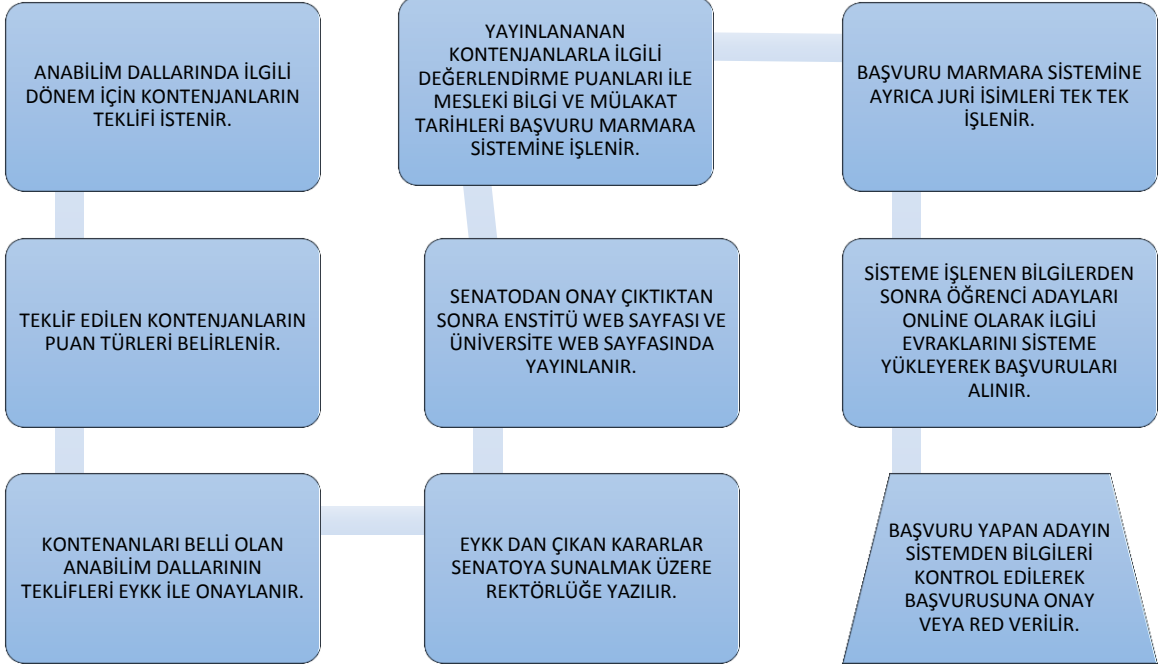 ANABİLİM DALLARINDA İLGİLİ
DÖNEM İÇİN KONTENJANLARIN
TEKLİFİ İSTENİR.
TEKLİF EDİLEN KONTENJANLARIN
PUAN TÜRLERİ BELİRLENİR.
KONTENANLARI BELLİ OLAN
ANABİLİM DALLARININ
TEKLİFLERİ EYKK İLE ONAYLANIR.
EYKK DAN ÇIKAN KARARLAR
SENATOYA SUNALMAK ÜZERE
REKTÖRLÜĞE YAZILIR.
SENATODAN ONAY ÇIKTIKTAN
SONRA ENSTİTÜ WEB SAYFASI VE
ÜNİVERSİTE WEB SAYFASINDA
YAYINLANIR.
YAYINLANANAN
KONTENJANLARLA İLGİLİ
DEĞERLENDİRME PUANLARI İLE
MESLEKİ BİLGİ VE MÜLAKAT
TARİHLERİ BAŞVURU MARMARA
SİSTEMİNE İŞLENİR.
BAŞVURU MARMARA SİSTEMİNE
AYRICA JURİ İSİMLERİ TEK TEK
İŞLENİR.
SİSTEME İŞLENEN BİLGİLERDEN
SONRA ÖĞRENCİ ADAYLARI
ONLINE OLARAK İLGİLİ
EVRAKLARINI SİSTEME
YÜKLEYEREK BAŞVURULARI
ALINIR.
BAŞVURU YAPAN ADAYIN
SİSTEMDEN BİLGİLERİ
KONTROL EDİLEREK
BAŞVURUSUNA ONAY
VEYA RED VERİLİR.